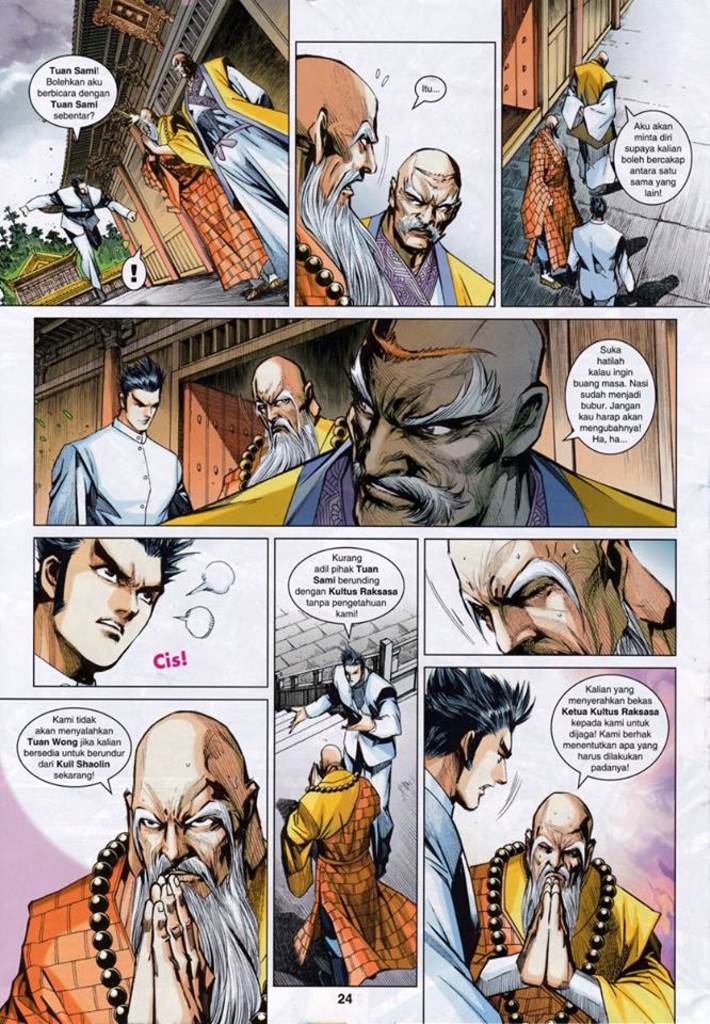 Tuan Sami!
Bolehkan aku
berbicara dengan
Tuan Sami
sebentar?
!
Itu...
Aku akan
mint diri
supaya kalian
boleh bercakap
antara satu
sama yang
lain!
Suka
hatilah
kalau ingin
buang masa. Nasi
sudah menjadi
bubur. Jangan
kau harap akan
mengubahnya!
Ha, ha...
Cis!
Kurang
adil pihak Tuan
Sami berunding
dengan Kultus Raksasa
tanpa pengetahuan
kami!
Kami tidak
akan menyalahkan
Tuan Wong jika kalian
bersedia untuk berundur
dari Kuil Shaolin
sekarang!
Kalian yang
menyerahkan bekas
Ketua Kultus Raksasa
kepada kami untuk
dijaga! Kami berhak
menentutkan apa yang
harus dilakukan
padanya!
24